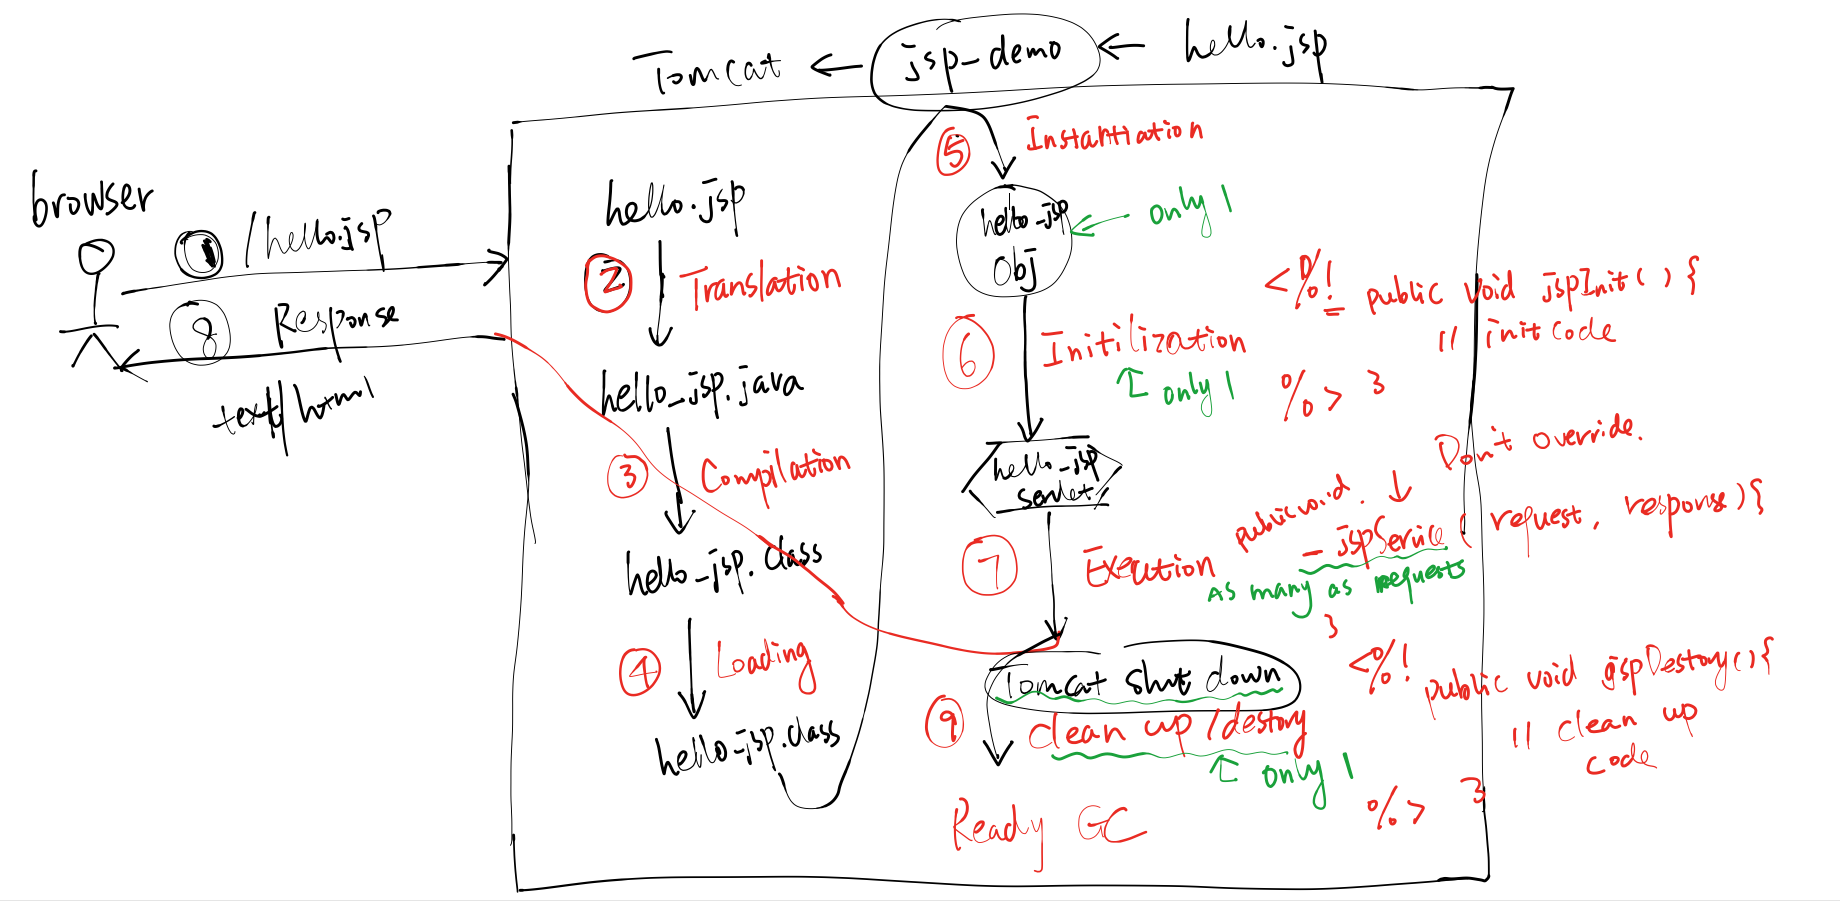 Tomcat ← jsp_demo ← hello.jsp
browser
① /hello.jsp
⑧ Response
text/html
hello.jsp
② Translation
hello_jsp.java
③ Compilation
hello_jsp.class
④ Loading
hello_jsp.class
⑤ Instantiation
hello_jsp
Obj
← only 1
⑥ Initilization
only 1
<%! public void jspInit() {
// init code
%> }
hello_jsp
servlet
⑦ Execution
Don't override.
public void
_jspService( request, response){
As many as requests
}
Tomcat shut down
⑨ clean up /destory
only 1
Ready GC
<%!
public void jspDestory(){
// clean up
code
%> }